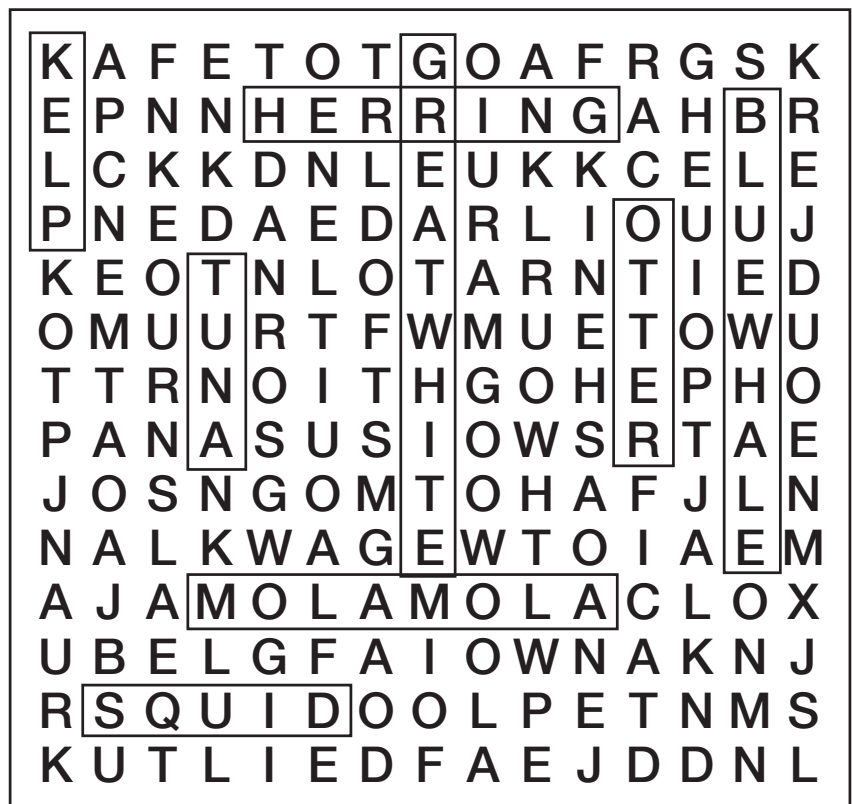 K A F E T O T G O A F R G S K
E P N N H E R R I N G A H B R
L C K K D N L E U K K C E L E
P N E D A E D A R L I O U U J
K E O T N L O T A R N T I E D
O M U U R T F W M U E T O W U
T T R N O I T H G O H E P H O
P A N A S U S I O W S R T A E
J O S N G O M T O H A F J L N
N A L K W A G E W T O I A E M
A J A M O L A M O L A C L O X
U B E L G F A I O W N A K N J
R S Q U I D O O L P E T N M S
K U T L I E D F A E J D D N L